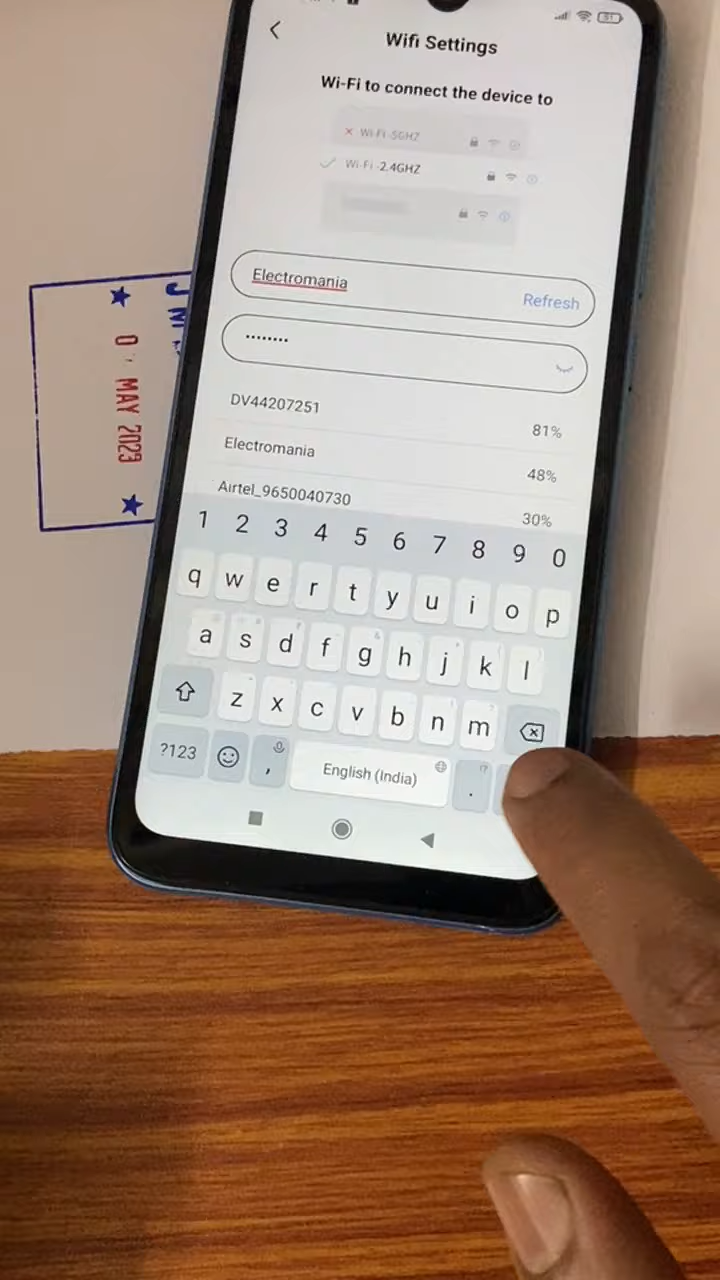 51
Wifi Settings
Wi-Fi to connect the device to
× Wi-Fi -5GHZ
Wi-Fi -2.4GHZ
Electromania
Refresh
••••••••
DV44207251 81%
Electromania 48%
Airtel_9650040730 30%
1 2 3 4 5 6 7 8 9 0
q w e r t y u i o p
a s d f g h j k l
z x c v b n m
?123 , English (India) . !?
MAY 2023